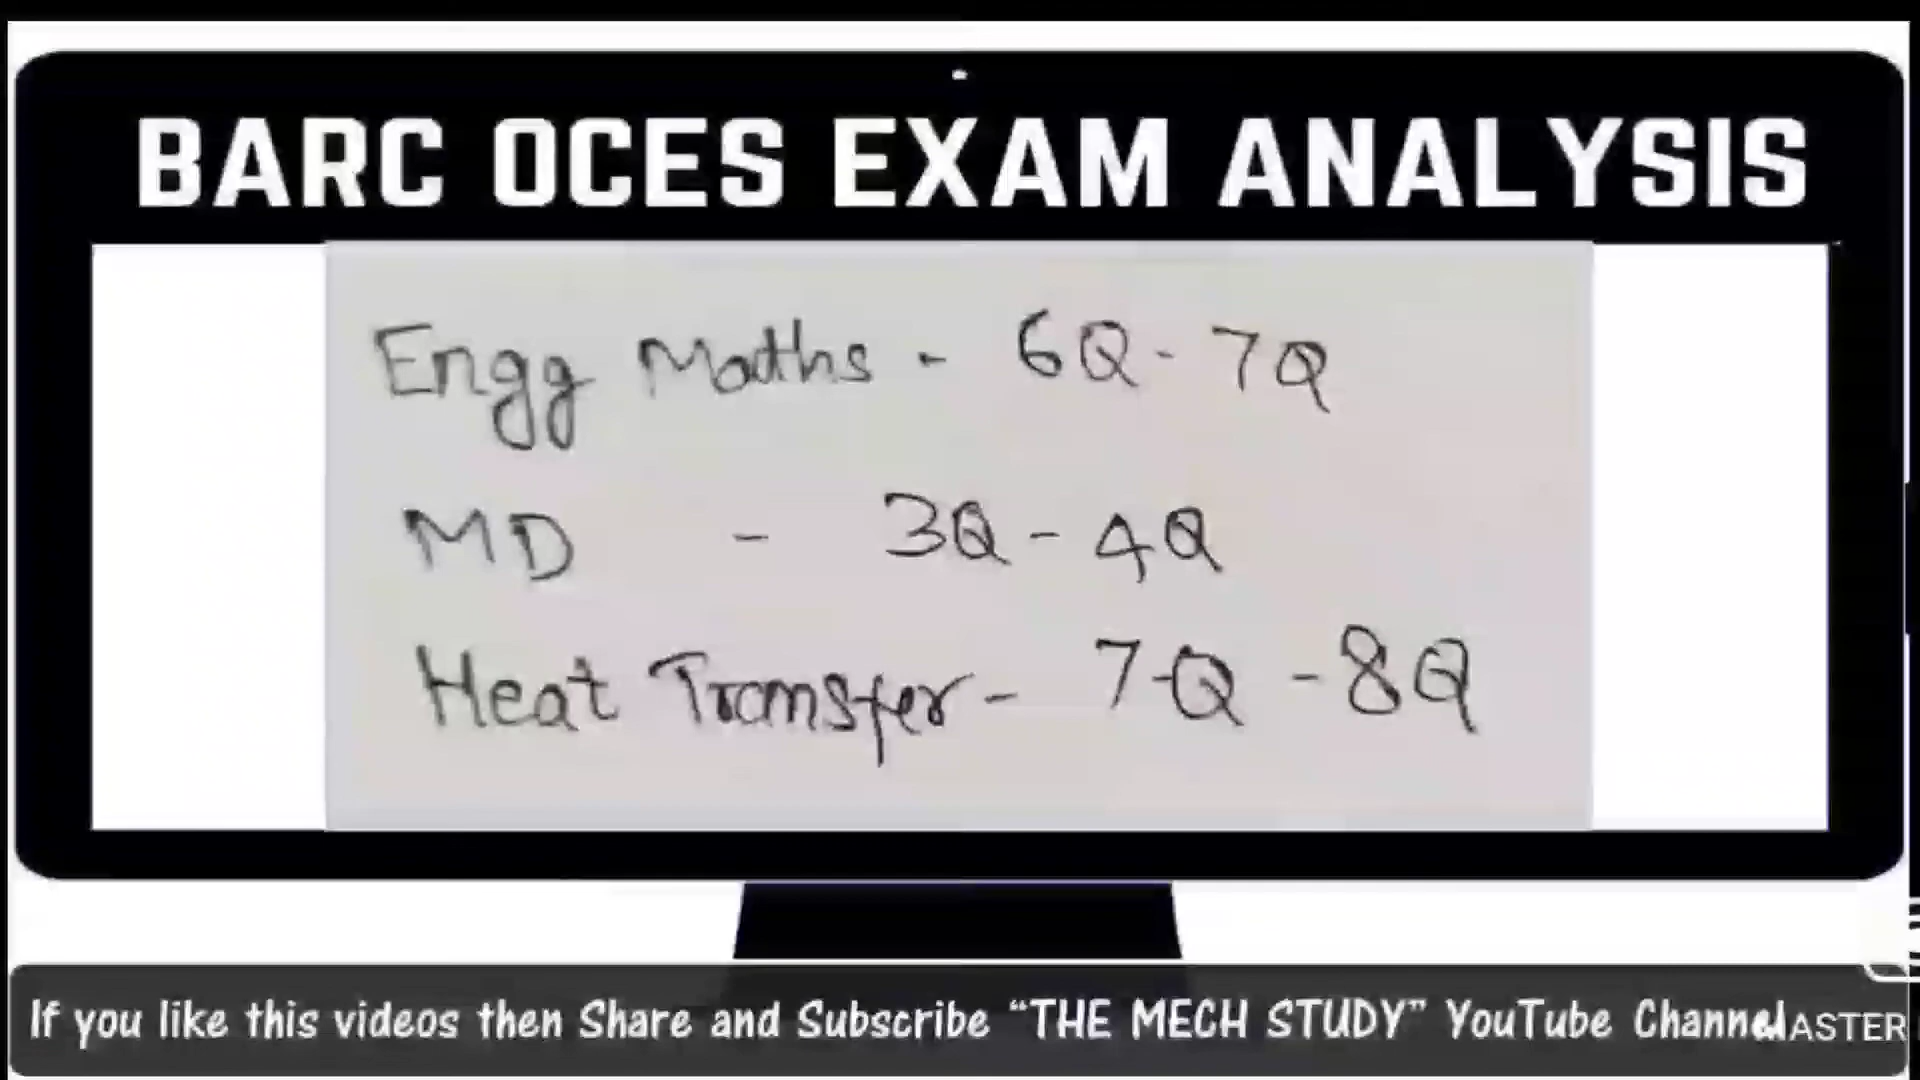 BARC OCES EXAM ANALYSIS
Engg Maths - 6Q - 7Q
MD - 3Q - 4Q
Heat Transfer - 7Q - 8Q
If you like this videos then Share and Subscribe “THE MECH STUDY” YouTube Channel